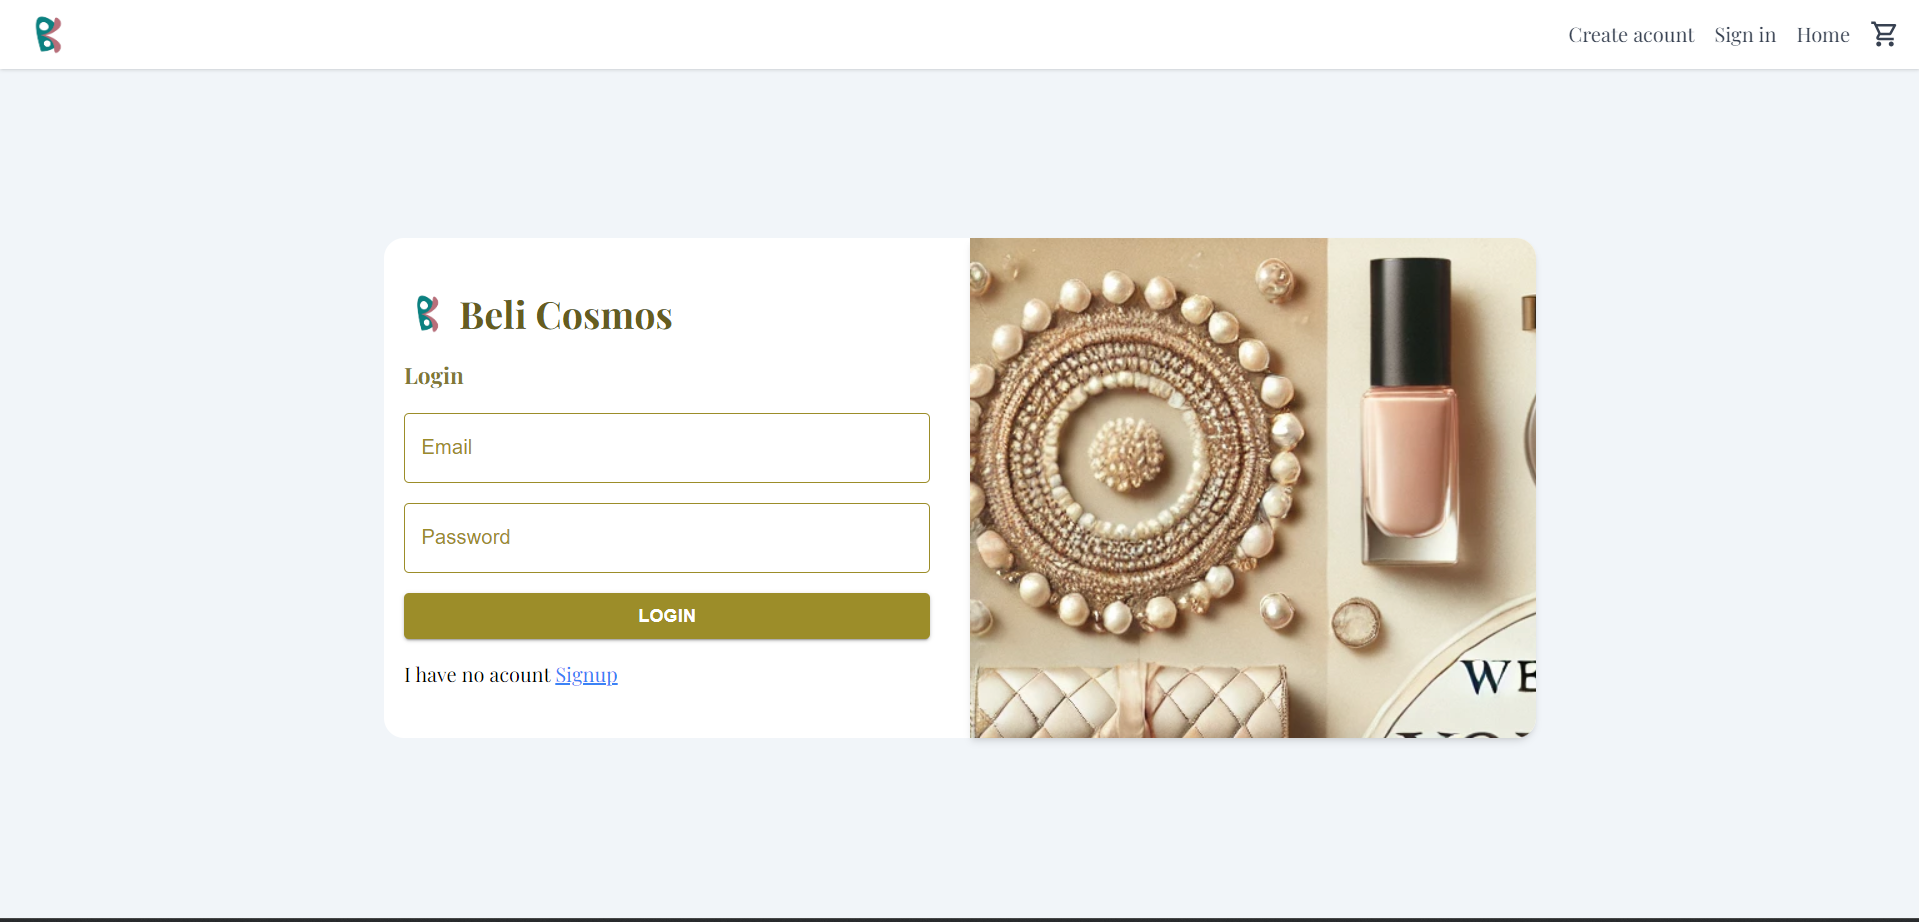 Create acount Sign in Home
Beli Cosmos
Login
Email
Password
LOGIN
I have no acount Signup
WE